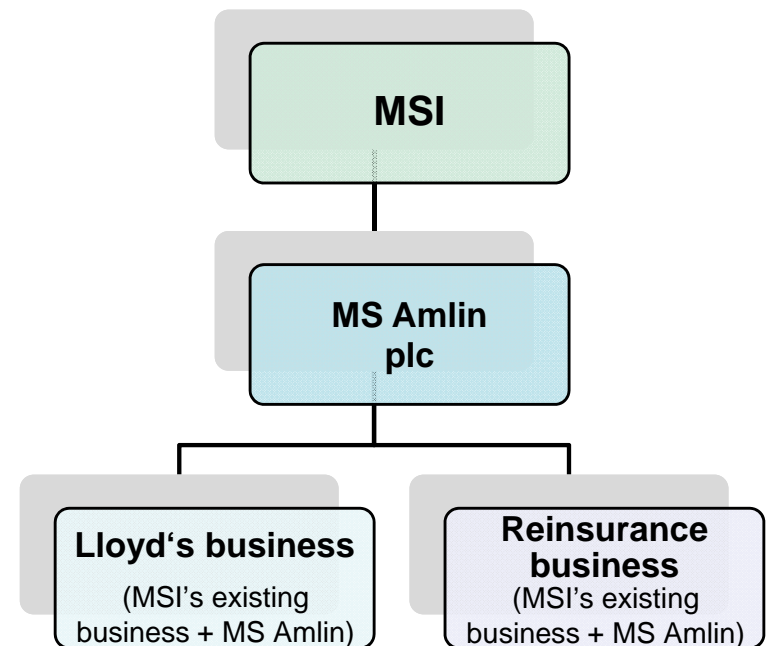 MSI
MS Amlin
plc
Lloyd‘s business
(MSI’s existing
business + MS Amlin)
Reinsurance
business
(MSI’s existing
business + MS Amlin)